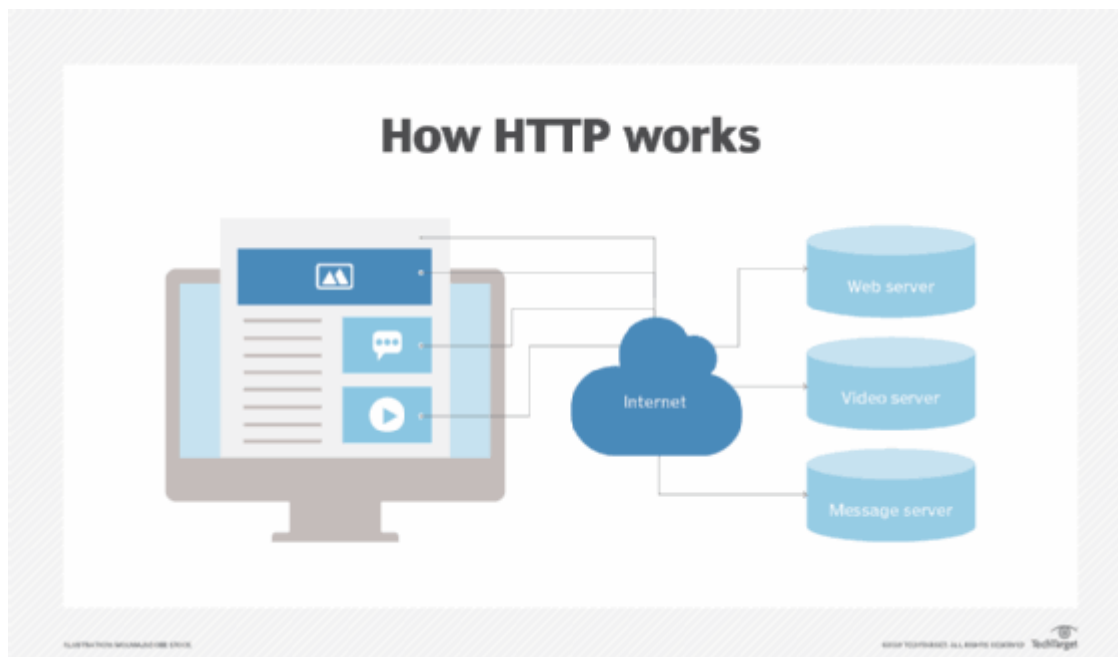 How HTTP works
Web server
Video server
Internet
Message server
TechTarget